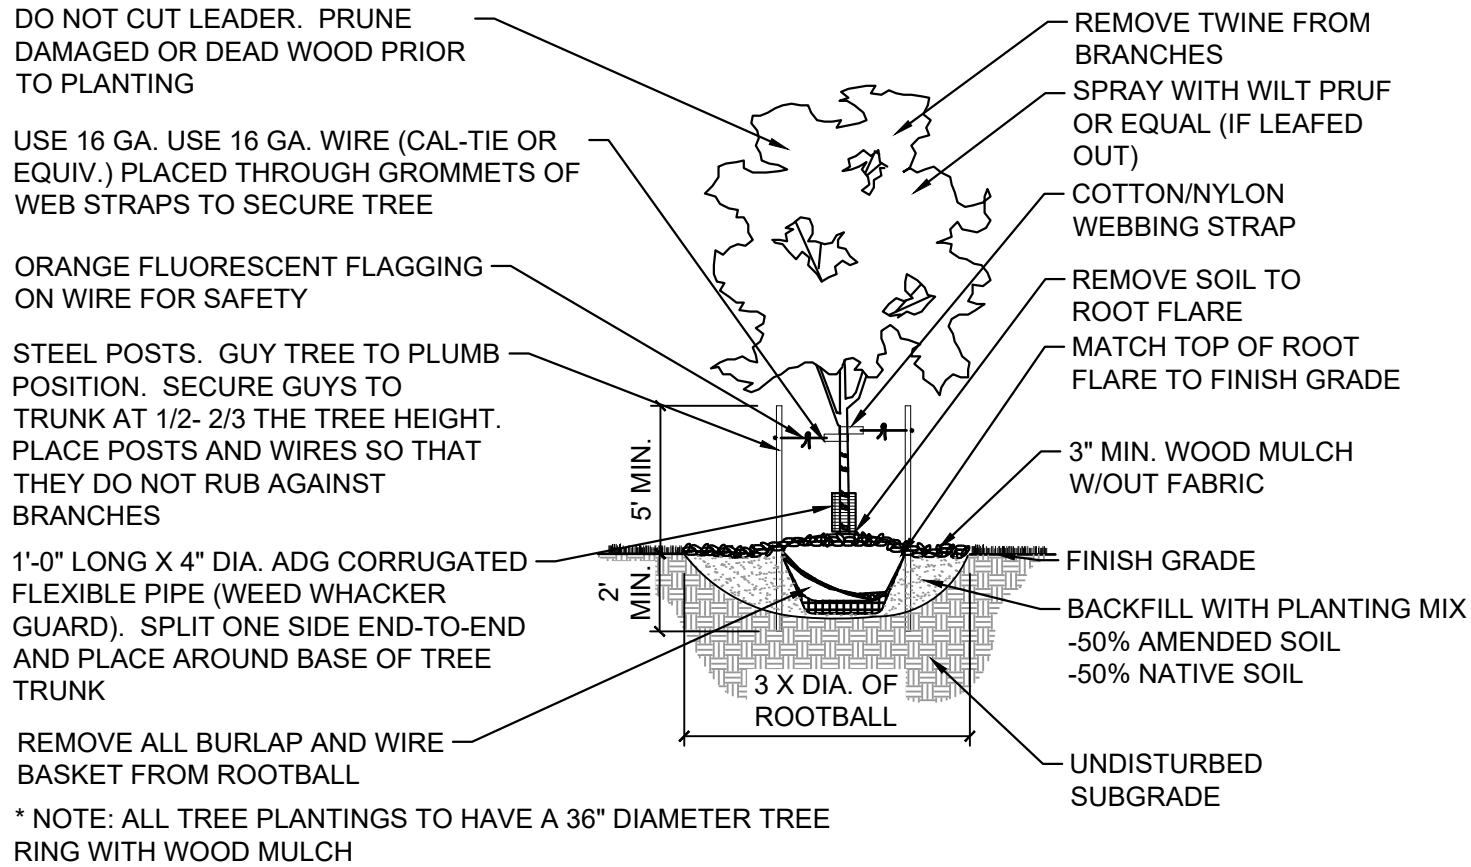 DO NOT CUT LEADER. PRUNE
DAMAGED OR DEAD WOOD PRIOR
TO PLANTING
USE 16 GA. USE 16 GA. WIRE (CAL-TIE OR
EQUIV.) PLACED THROUGH GROMMETS OF
WEB STRAPS TO SECURE TREE
ORANGE FLUORESCENT FLAGGING
ON WIRE FOR SAFETY
STEEL POSTS. GUY TREE TO PLUMB
POSITION. SECURE GUYS TO
TRUNK AT 1/2- 2/3 THE TREE HEIGHT.
PLACE POSTS AND WIRES SO THAT
THEY DO NOT RUB AGAINST
BRANCHES
1'-0" LONG X 4" DIA. ADG CORRUGATED
FLEXIBLE PIPE (WEED WHACKER
GUARD). SPLIT ONE SIDE END-TO-END
AND PLACE AROUND BASE OF TREE
TRUNK
REMOVE ALL BURLAP AND WIRE
BASKET FROM ROOTBALL
* NOTE: ALL TREE PLANTINGS TO HAVE A 36" DIAMETER TREE
RING WITH WOOD MULCH
5' MIN.
2'
MIN.
3 X DIA. OF
ROOTBALL
REMOVE TWINE FROM
BRANCHES
SPRAY WITH WILT PRUF
OR EQUAL (IF LEAFED
OUT)
COTTON/NYLON
WEBBING STRAP
REMOVE SOIL TO
ROOT FLARE
MATCH TOP OF ROOT
FLARE TO FINISH GRADE
3" MIN. WOOD MULCH
W/OUT FABRIC
FINISH GRADE
BACKFILL WITH PLANTING MIX
-50% AMENDED SOIL
-50% NATIVE SOIL
UNDISTURBED
SUBGRADE